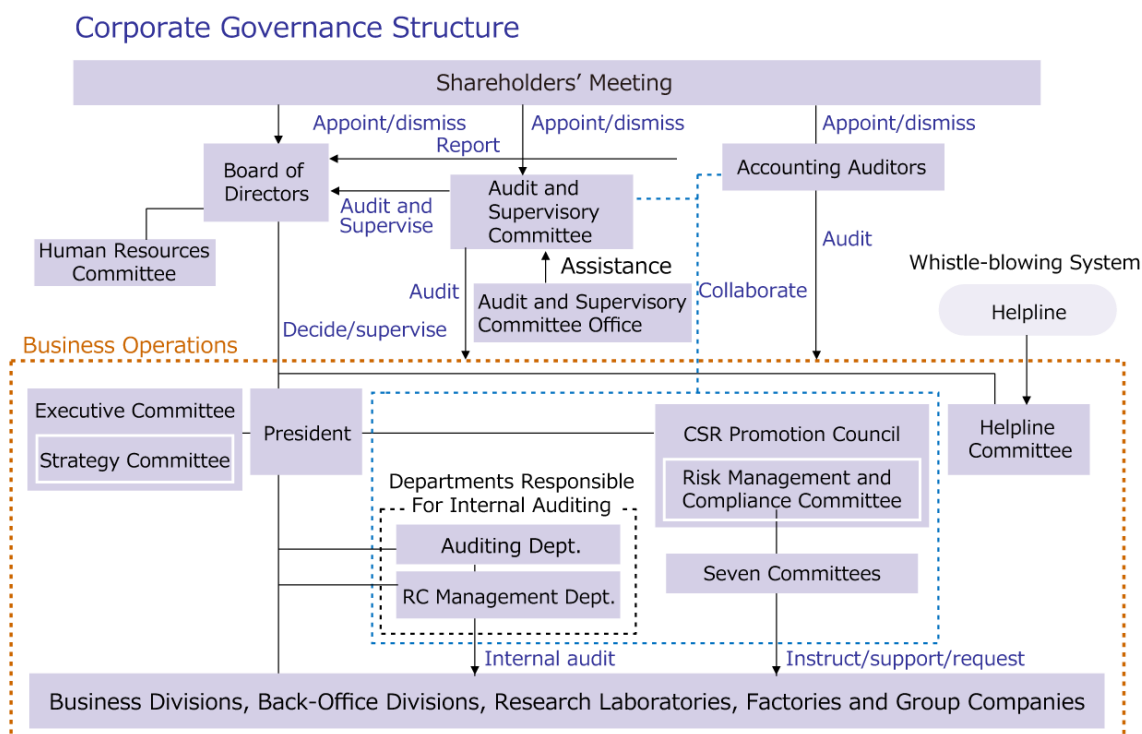 Corporate Governance Structure
Shareholders’ Meeting
Appoint/dismiss
Appoint/dismiss
Appoint/dismiss
Report
Board of
Directors
Accounting Auditors
Audit and
Supervisory
Committee
Audit and
Supervise
Human Resources
Committee
Audit
Assistance
Whistle-blowing System
Audit
Collaborate
Audit and Supervisory
Committee Office
Helpline
Decide/supervise
Business Operations
Executive Committee
Strategy Committee
President
CSR Promotion Council
Risk Management and
Compliance Committee
Helpline
Committee
Departments Responsible
For Internal Auditing
Auditing Dept.
RC Management Dept.
Seven Committees
Internal audit
Instruct/support/request
Business Divisions, Back-Office Divisions, Research Laboratories, Factories and Group Companies